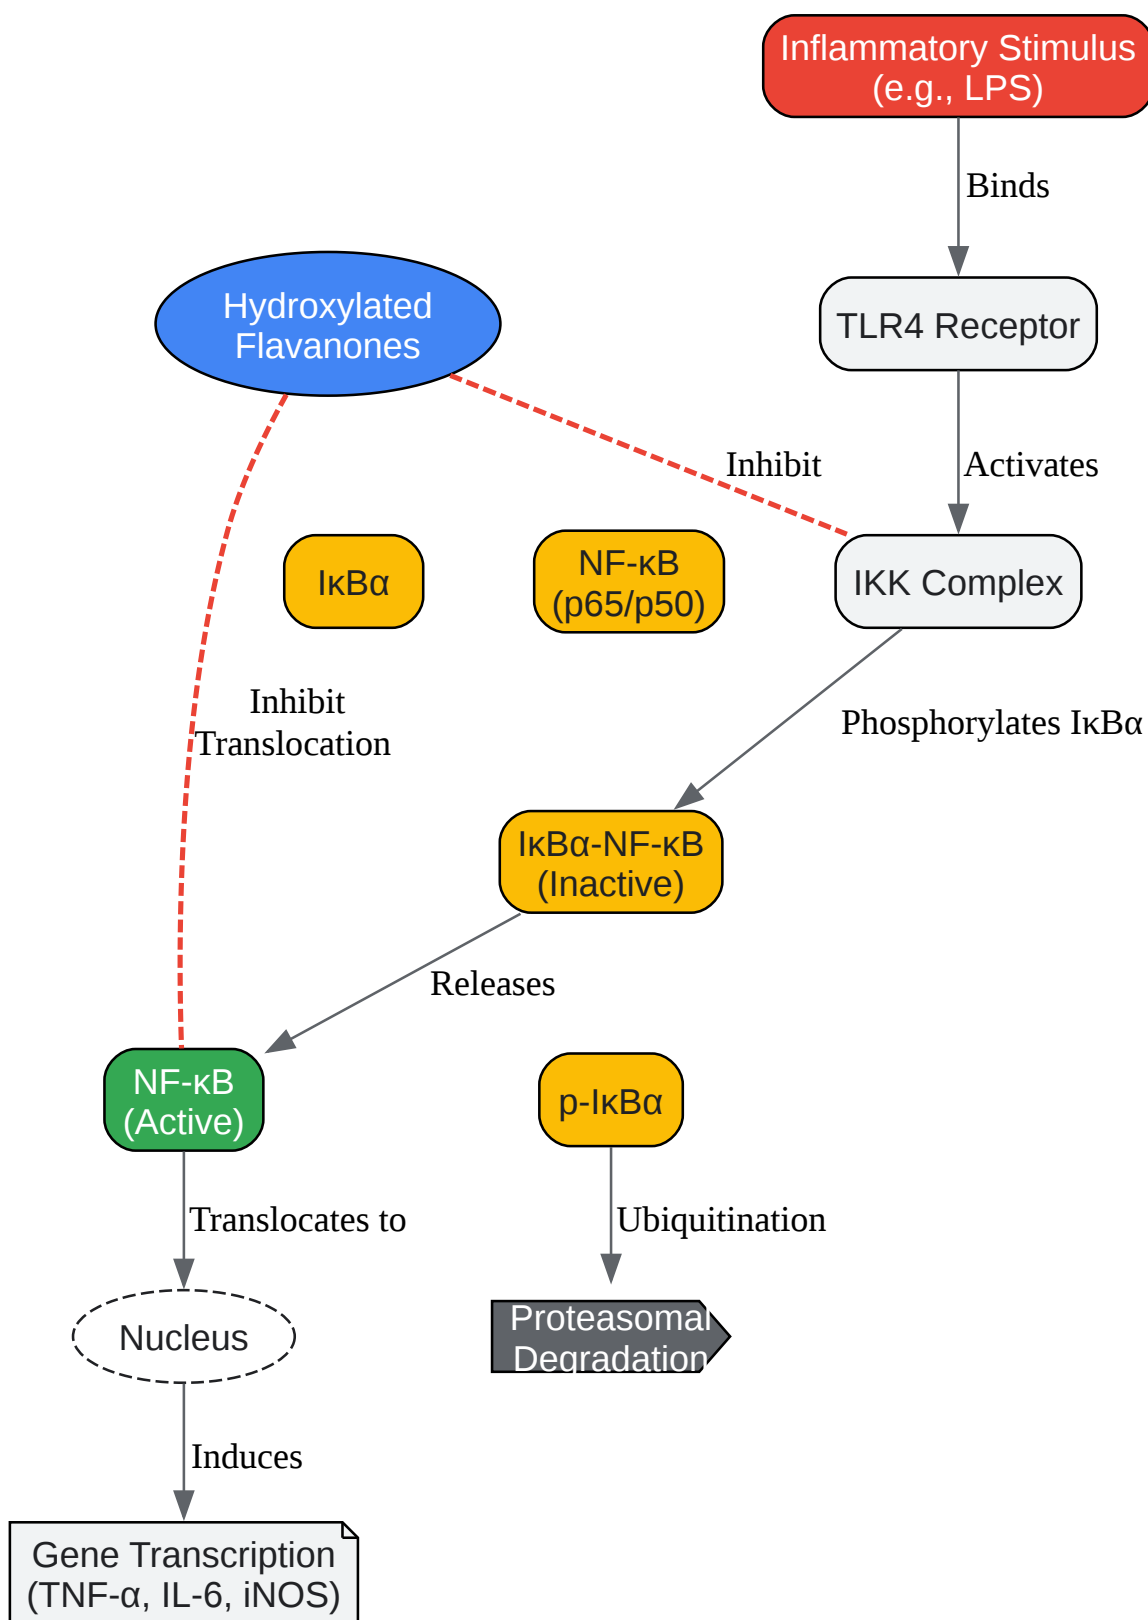 Inflammatory Stimulus
(e.g., LPS)
Binds
Hydroxylated
Flavanones
TLR4 Receptor
Inhibit
Activates
IκBα
NF-κB
(p65/p50)
IKK Complex
Inhibit
Translocation
Phosphorylates IκBα
IκBα-NF-κB
(Inactive)
Releases
NF-κB
(Active)
p-IκBα
Translocates to
Ubiquitination
Nucleus
Proteasomal
Degradation
Induces
Gene Transcription
(TNF-α, IL-6, iNOS)